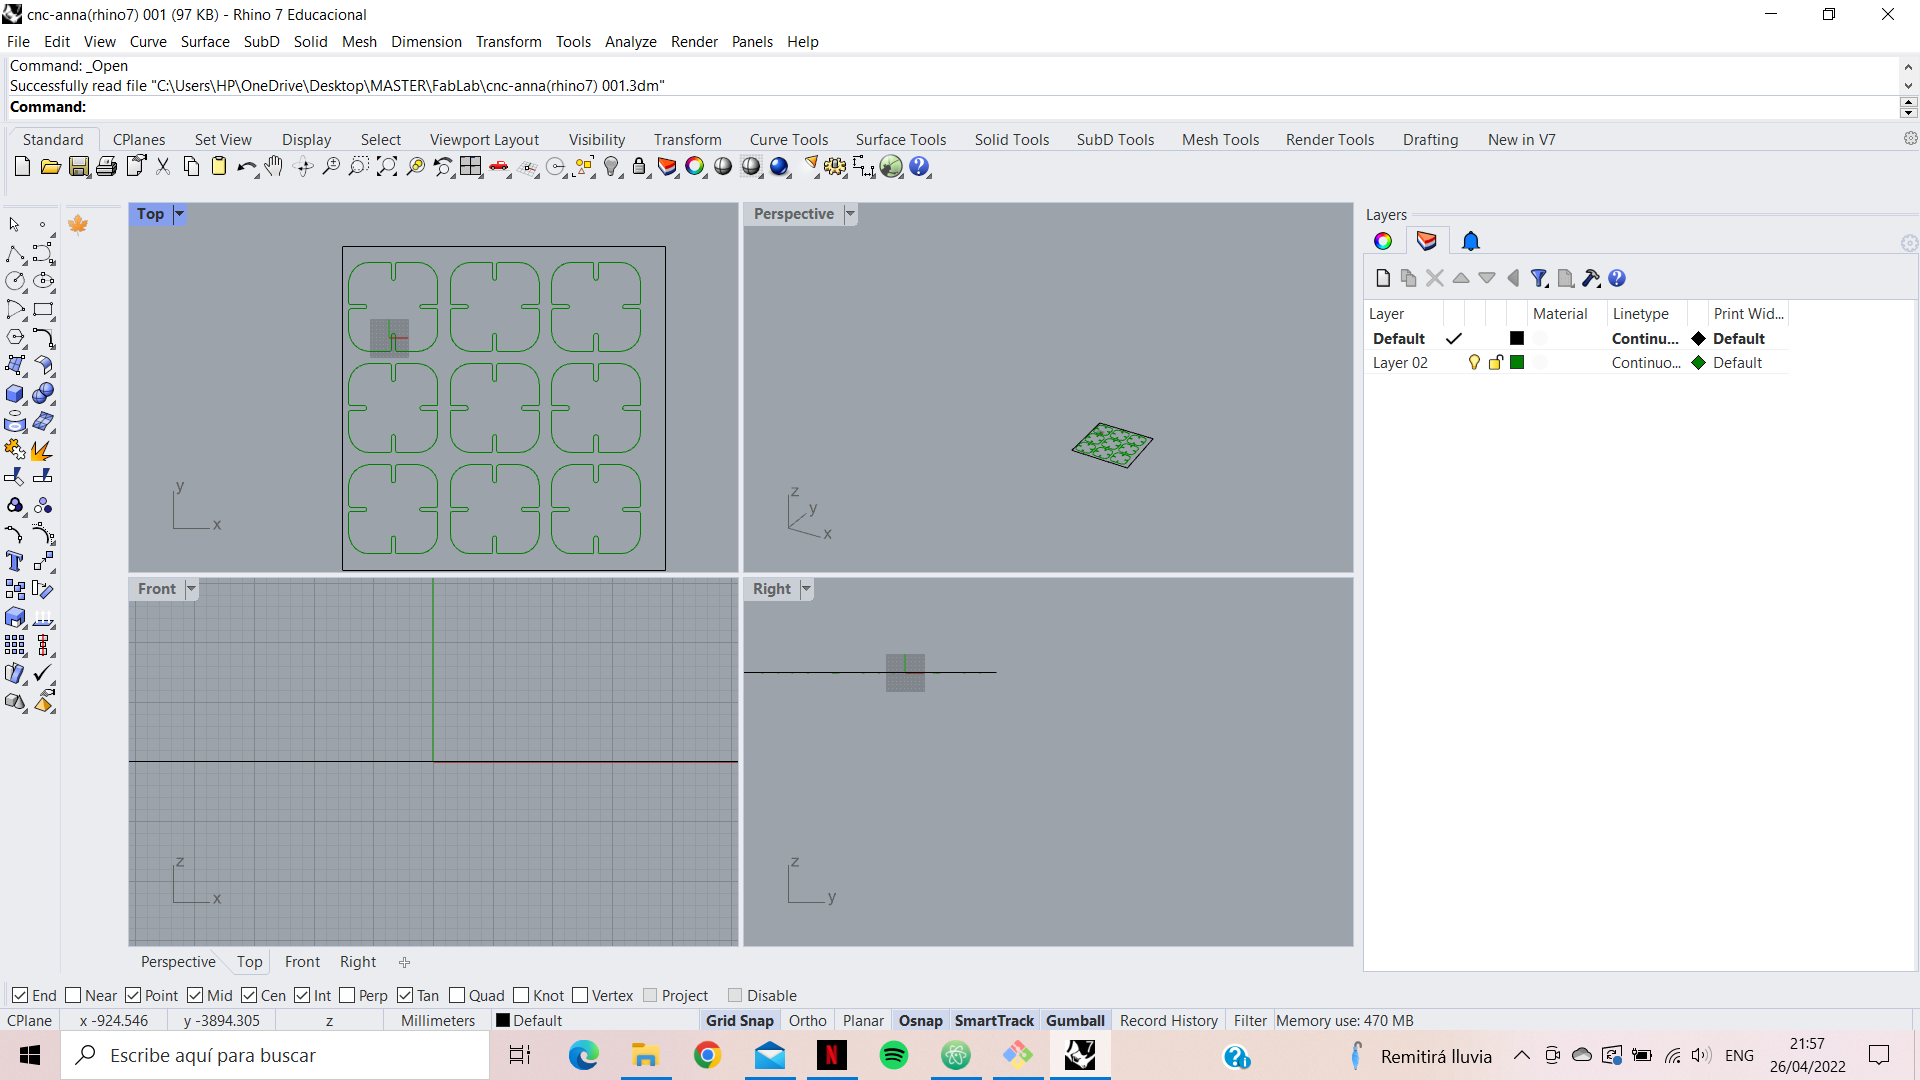 cnc-anna(rhino7) 001 (97 KB) - Rhino 7 Educacional
File Edit View Curve Surface SubD Solid Mesh Dimension Transform Tools Analyze Render Panels Help
Command: _Open
Successfully read file "C:\Users\HP\OneDrive\Desktop\MASTER\FabLab\cnc-anna(rhino7) 001.3dm"
Command:
Standard CPlanes Set View Display Select Viewport Layout Visibility Transform Curve Tools Surface Tools Solid Tools SubD Tools Mesh Tools Render Tools Drafting New in V7
Top
Perspective
Layers
Layer Material Linetype Print Wid...
Default Continu... Default
Layer 02 Continuo... Default
y
x
z
y
x
Front
Right
z
x
z
y
Perspective Top Front Right
End Near Point Mid Cen Int Perp Tan Quad Knot Vertex Project Disable
CPlane x -924.546 y -3894.305 z Millimeters Default Grid Snap Ortho Planar Osnap SmartTrack Gumball Record History Filter Memory use: 470 MB
Escribe aquí para buscar
N
7
Remitirá lluvia
ENG
21:57
26/04/2022